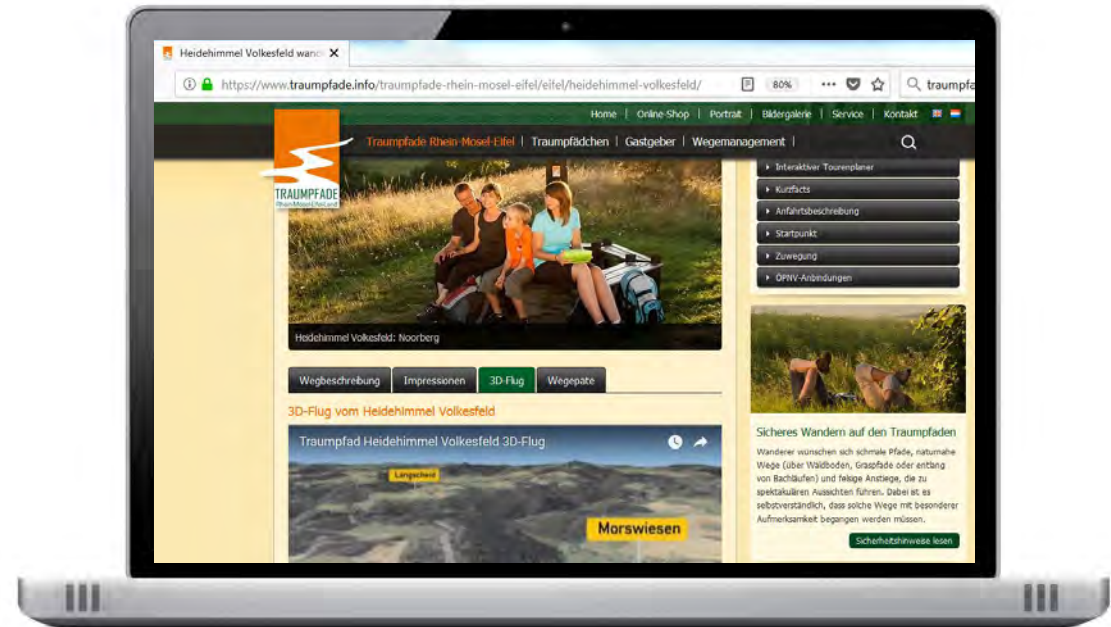 Heidehimmel Volkesfeld wand
https://www.traumpfade.info/traumpfade-rhein-mosel-eifel/eifel/heidehimmel-volkesfeld/ 80% traumpfa
Home | Online-Shop | Portrait | Bildergalerie | Service | Kontakt
Traumpfade Rhein-Mosel-Eifel | Traumpfädchen | Gastgeber | Wegemanagement |
TRAUMPFADE
Rhein-Mosel-Eifel-Land
Heidehimmel Volkesfeld: Noorberg
Wegbeschreibung Impressionen 3D-Flug Wegepate
3D-Flug vom Heidehimmel Volkesfeld
Traumpfad Heidehimmel Volkesfeld 3D-Flug
Langscheid
Morswiesen
Interaktiver Tourenplaner
Kurzfacts
Anfahrtsbeschreibung
Startpunkt
Zuwegung
ÖPNV-Anbindungen
Sicheres Wandern auf den Traumpfaden
Wanderer wünschen sich schmale Pfade, naturnahe
Wege (über Waldboden, Graspfade oder entlang
von Bachläufen) und felsige Anstiege, die zu
spektakulären Aussichten führen. Dabei ist es
selbstverständlich, dass solche Wege mit besonderer
Aufmerksamkeit begangen werden müssen.
Sicherheitshinweise lesen